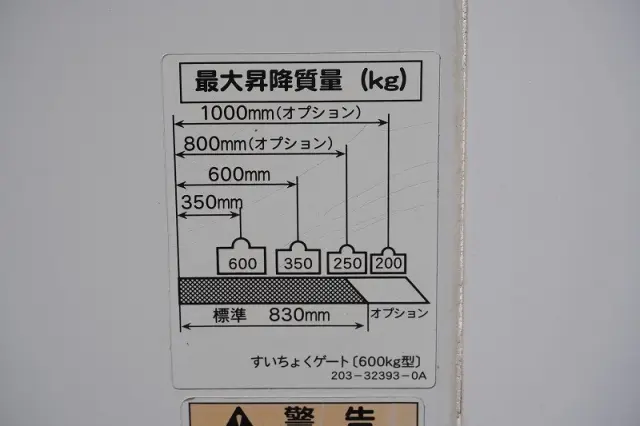 最大昇降質量 (kg)
1000mm(オプション)
800mm(オプション)
600mm
350mm
600 350 250 200
標準 830mm オプション
すいちょくゲート〔600kg型〕
203-32393-0A
警告